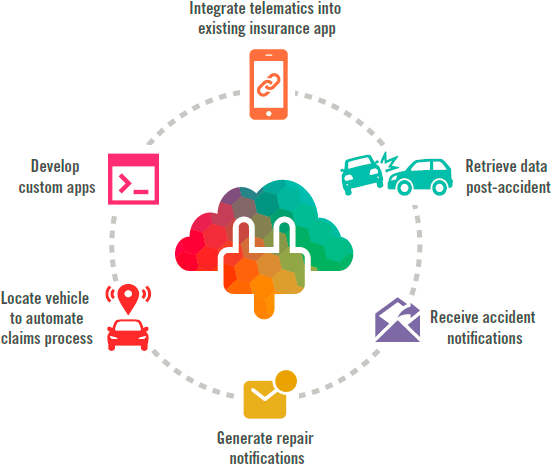 Integrate telematics into
existing insurance app
Develop
custom apps
Retrieve data
post-accident
Locate vehicle
to automate
claims process
Receive accident
notifications
Generate repair
notifications